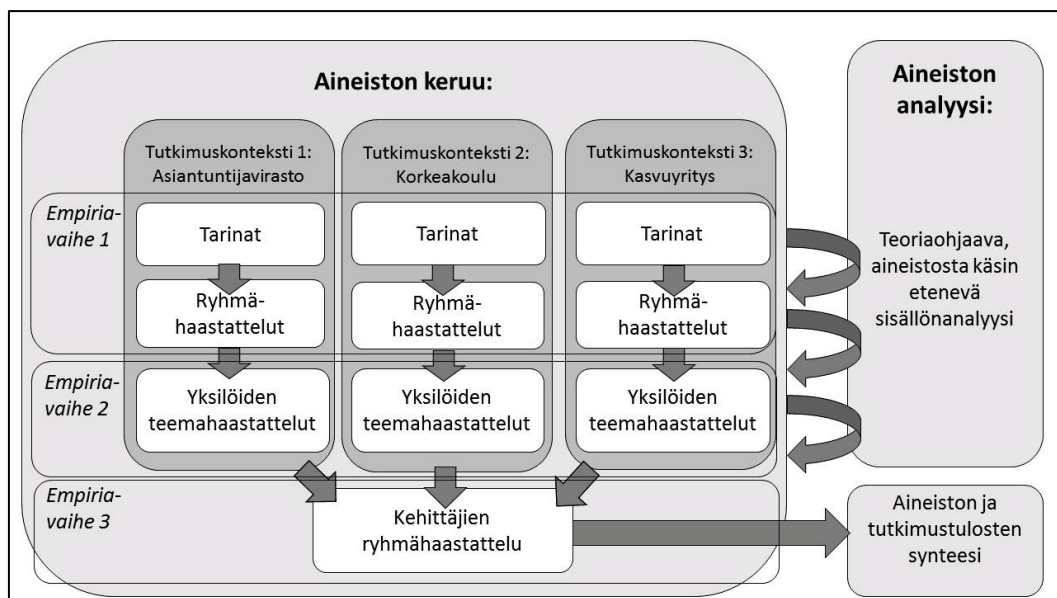 Aineiston keruu:
Tutkimuskonteksti 1:
Asiantuntijavirasto
Tutkimuskonteksti 2:
Korkeakoulu
Tutkimuskonteksti 3:
Kasvuyritys
Empiria-
vaihe 1
Tarinat
Tarinat
Tarinat
Ryhmä-
haastattelut
Ryhmä-
haastattelut
Ryhmä-
haastattelut
Empiria-
vaihe 2
Yksilöiden
teemahaastattelut
Yksilöiden
teemahaastattelut
Yksilöiden
teemahaastattelut
Empiria-
vaihe 3
Kehittäjien
ryhmähaastattelu
Aineiston
analyysi:
Teoriaohjaava,
aineistosta käsin
etenevä
sisällönanalyysi
Aineiston ja
tutkimustulosten
synteesi